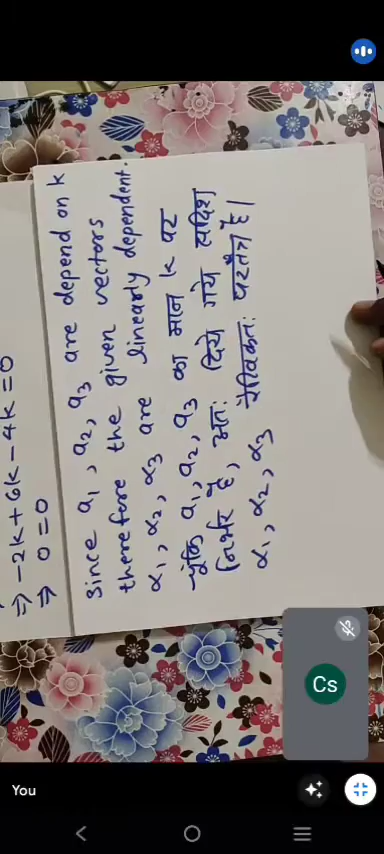 ⇒ -2k + 6k - 4k = 0
⇒ 0 = 0
Since a₁, a₂, a₃ are depend on k
therefore the given vectors
α₁, α₂, α₃ are linearly dependent.
चूंकि a₁, a₂, a₃ का मान k पर
निर्भर है, अतः दिये गये सदिश
α₁, α₂, α₃ रैखिकतः परतंत्र है।
Cs
You